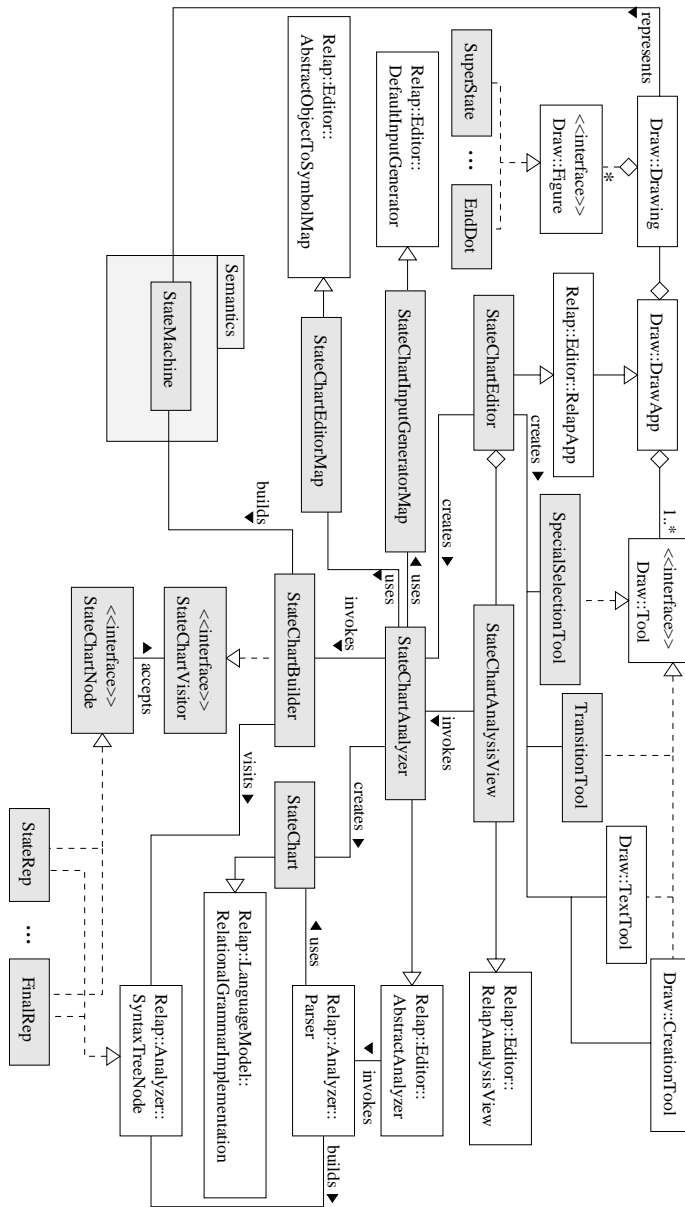 represents
Draw::Drawing
*
<<interface>>
Draw::Figure
SuperState
...
EndDot
Relap::Editor::
DefaultInputGenerator
Relap::Editor::
AbstractObjectToSymbolMap
Draw::DrawApp
Relap::Editor::RelapApp
StateChartEditor
StateChartInputGeneratorMap
StateChartEditorMap
Semantics
StateMachine
1..*
<<interface>>
Draw::Tool
creates
SpecialSelectionTool
creates
StateChartAnalysisView
uses
uses
StateChartAnalyzer
invokes
invokes
builds
StateChartBuilder
<<interface>>
StateChartVisitor
accepts
<<interface>>
StateChartNode
TransitionTool
Draw::TextTool
Draw::CreationTool
creates
visits
StateChart
uses
Relap::Editor::
RelapAnalysisView
Relap::Editor::
AbstractAnalyzer
invokes
Relap::Analyzer::
Parser
Relap::LanguageModel::
RelationalGrammarImplementation
Relap::Analyzer::
SyntaxTreeNode
builds
StateRep
...
FinalRep